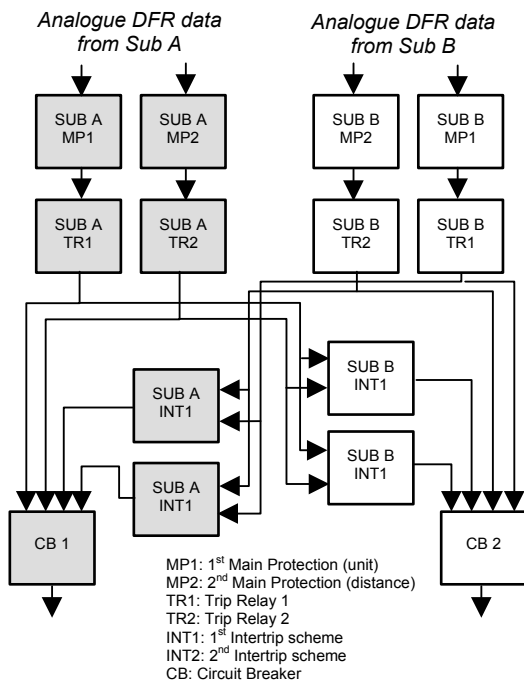 Analogue DFR data
from Sub A
Analogue DFR data
from Sub B
SUB A
MP1
SUB A
MP2
SUB B
MP2
SUB B
MP1
SUB A
TR1
SUB A
TR2
SUB B
TR2
SUB B
TR1
SUB A
INT1
SUB B
INT1
SUB A
INT1
SUB B
INT1
CB 1
CB 2
MP1: 1st Main Protection (unit)
MP2: 2nd Main Protection (distance)
TR1: Trip Relay 1
TR2: Trip Relay 2
INT1: 1st Intertrip scheme
INT2: 2nd Intertrip scheme
CB: Circuit Breaker